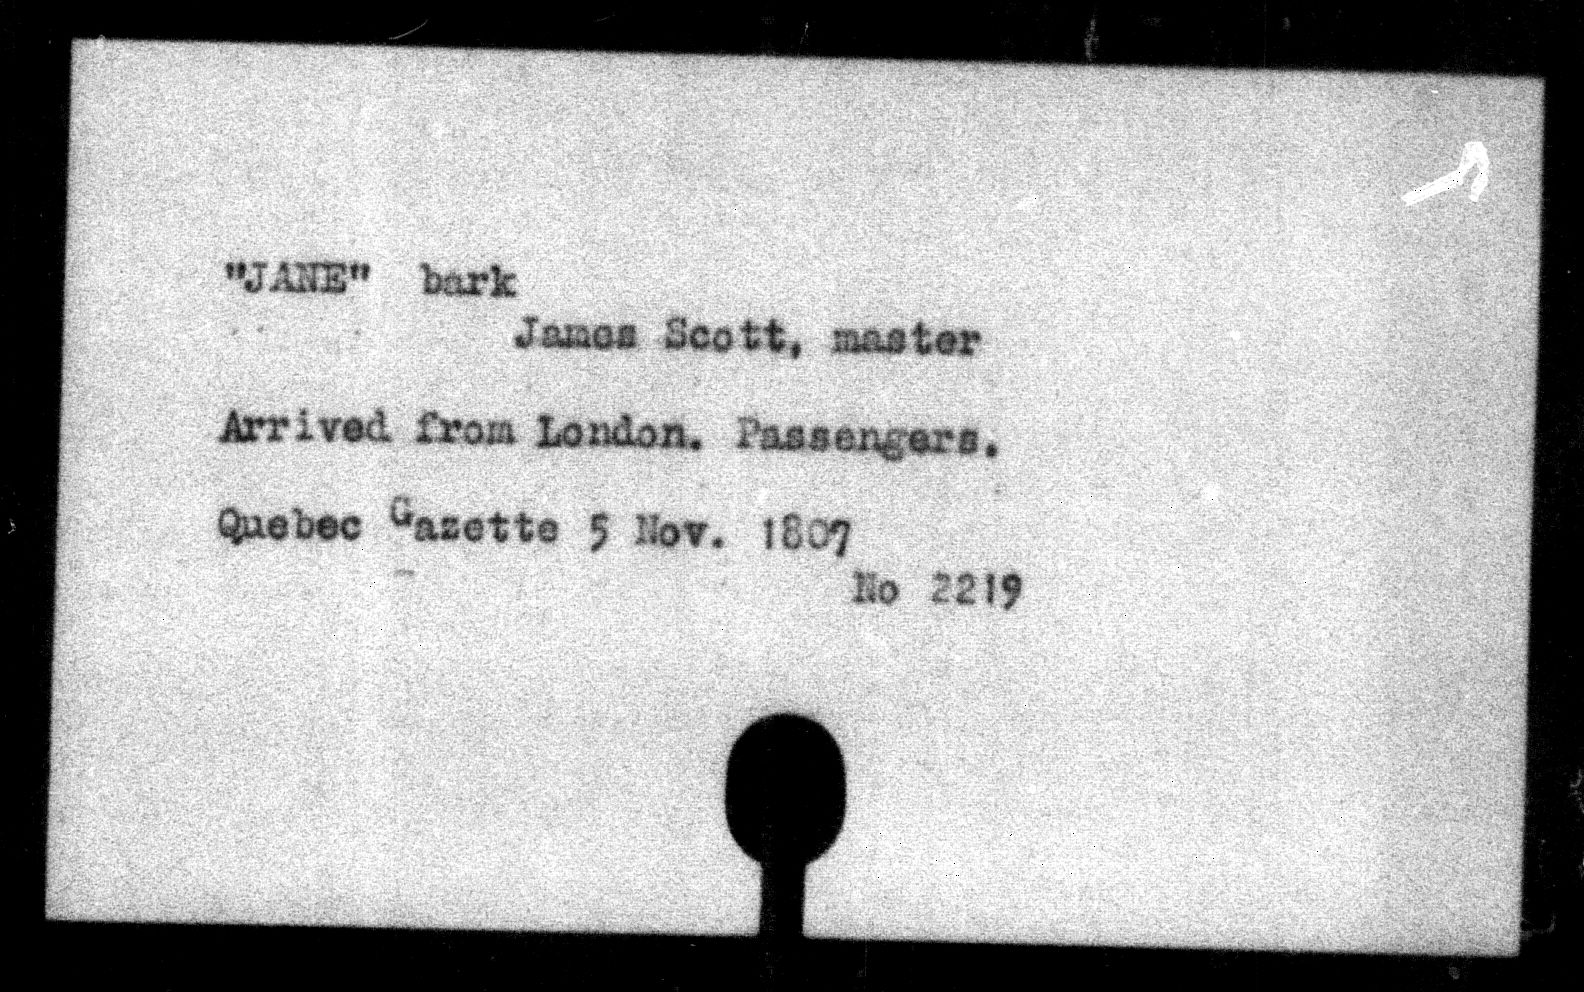 "JANE" bark
James Scott, master
Arrived from London. Passengers.
Quebec Gazette 5 Nov. 1807
No 2219